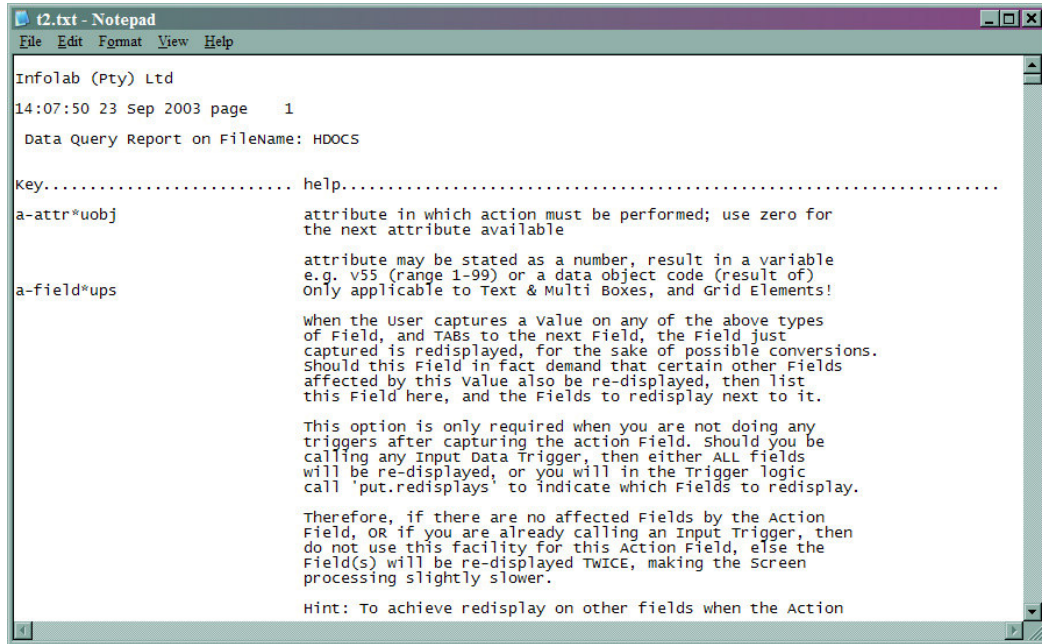 t2.txt - Notepad
File Edit Format View Help
Infolab (Pty) Ltd
14:07:50 23 Sep 2003 page    1
 Data Query Report on FileName: HDOCS
Key........................... help.......................................................................
a-attr*uobj                    attribute in which action must be performed; use zero for
                               the next attribute available
                               attribute may be stated as a number, result in a variable
                               e.g. v55 (range 1-99) or a data object code (result of)
a-field*ups                    Only applicable to Text & Multi Boxes, and Grid Elements!
                               When the User captures a Value on any of the above types
                               of Field, and TABs to the next Field, the Field just
                               captured is redisplayed, for the sake of possible conversions.
                               Should this Field in fact demand that certain other Fields
                               affected by this Value also be re-displayed, then list
                               this Field here, and the Fields to redisplay next to it.
                               This option is only required when you are not doing any
                               triggers after capturing the action Field. Should you be
                               calling any Input Data Trigger, then either ALL fields
                               will be re-displayed, or you will in the Trigger logic
                               call 'put.redisplays' to indicate which Fields to redisplay.
                               Therefore, if there are no affected Fields by the Action
                               Field, OR if you are already calling an Input Trigger, then
                               do not use this facility for this Action Field, else the
                               Field(s) will be re-displayed TWICE, making the Screen
                               processing slightly slower.
                               Hint: To achieve redisplay on other fields when the Action